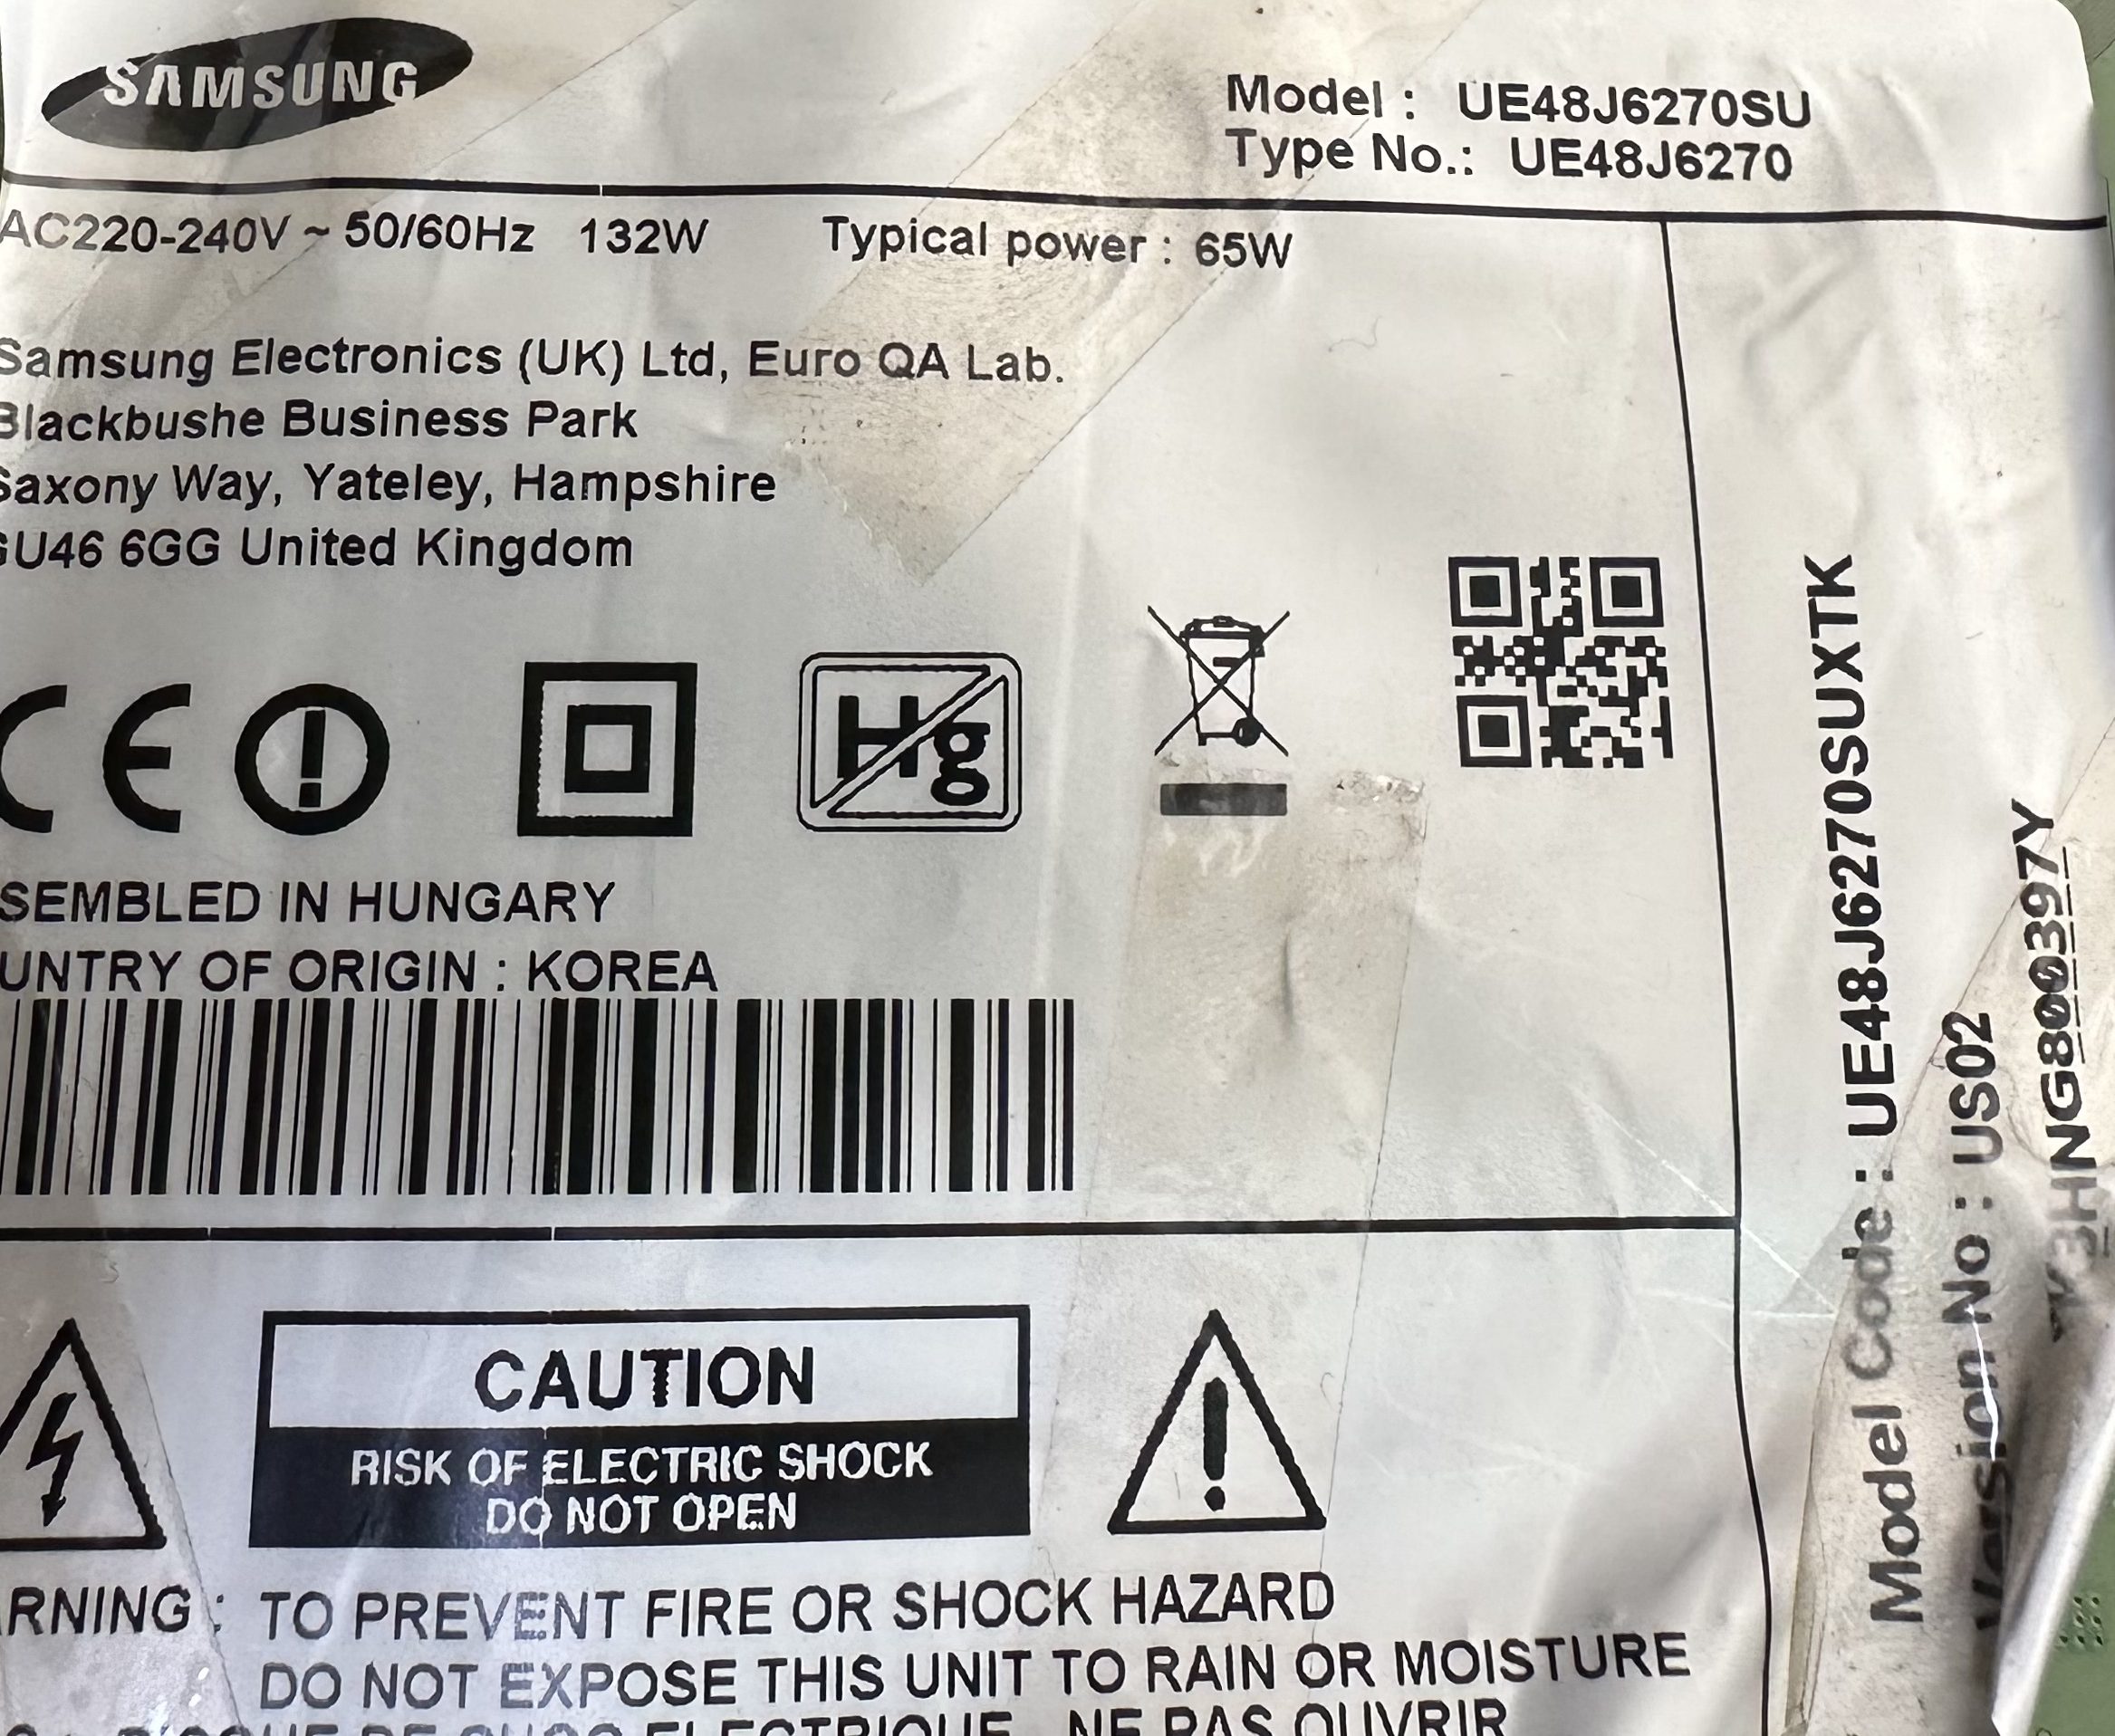 SAMSUNG
Model : UE48J6270SU
Type No.: UE48J6270
AC220-240V ~ 50/60Hz 132W Typical power : 65W
Samsung Electronics (UK) Ltd, Euro QA Lab.
Blackbushe Business Park
Saxony Way, Yateley, Hampshire
GU46 6GG United Kingdom
CE
Hg
SEMBLED IN HUNGARY
UNTRY OF ORIGIN : KOREA
CAUTION
RISK OF ELECTRIC SHOCK
DO NOT OPEN
RNING : TO PREVENT FIRE OR SHOCK HAZARD
DO NOT EXPOSE THIS UNIT TO RAIN OR MOISTURE
ELECTRIQUE NE PAS OUVRIR
Model Code : UE48J6270SUXTK
Version No : US02
3HNG800397Y